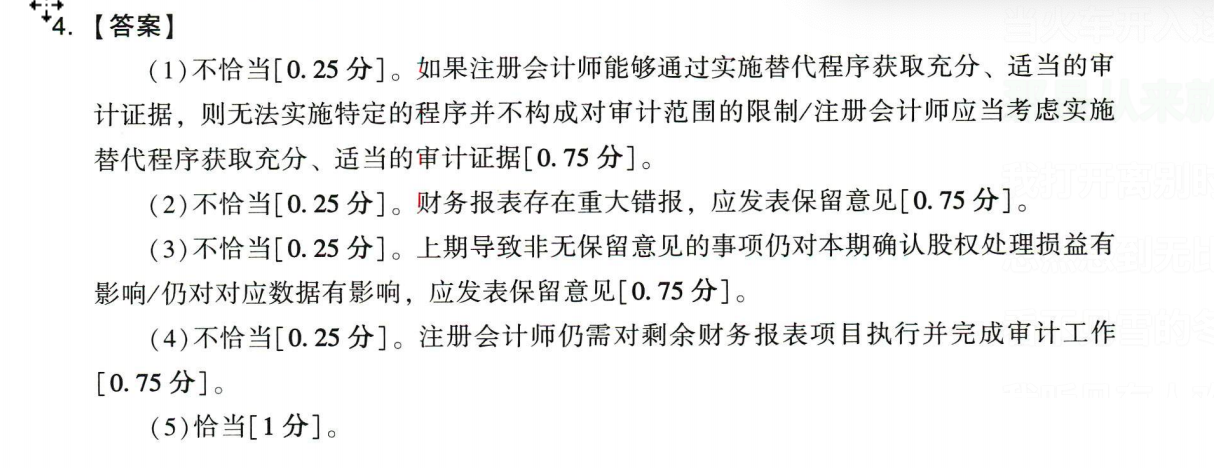 4. 【答案】
(1)不恰当[0.25 分]。如果注册会计师能够通过实施替代程序获取充分、适当的审
计证据，则无法实施特定的程序并不构成对审计范围的限制/注册会计师应当考虑实施
替代程序获取充分、适当的审计证据[0.75 分]。
(2)不恰当[0.25 分]。财务报表存在重大错报，应发表保留意见[0.75 分]。
(3)不恰当[0.25 分]。上期导致非无保留意见的事项仍对本期确认股权处理损益有
影响/仍对对应数据有影响，应发表保留意见[0.75 分]。
(4)不恰当[0.25 分]。注册会计师仍需对剩余财务报表项目执行并完成审计工作
[0.75 分]。
(5)恰当[1 分]。